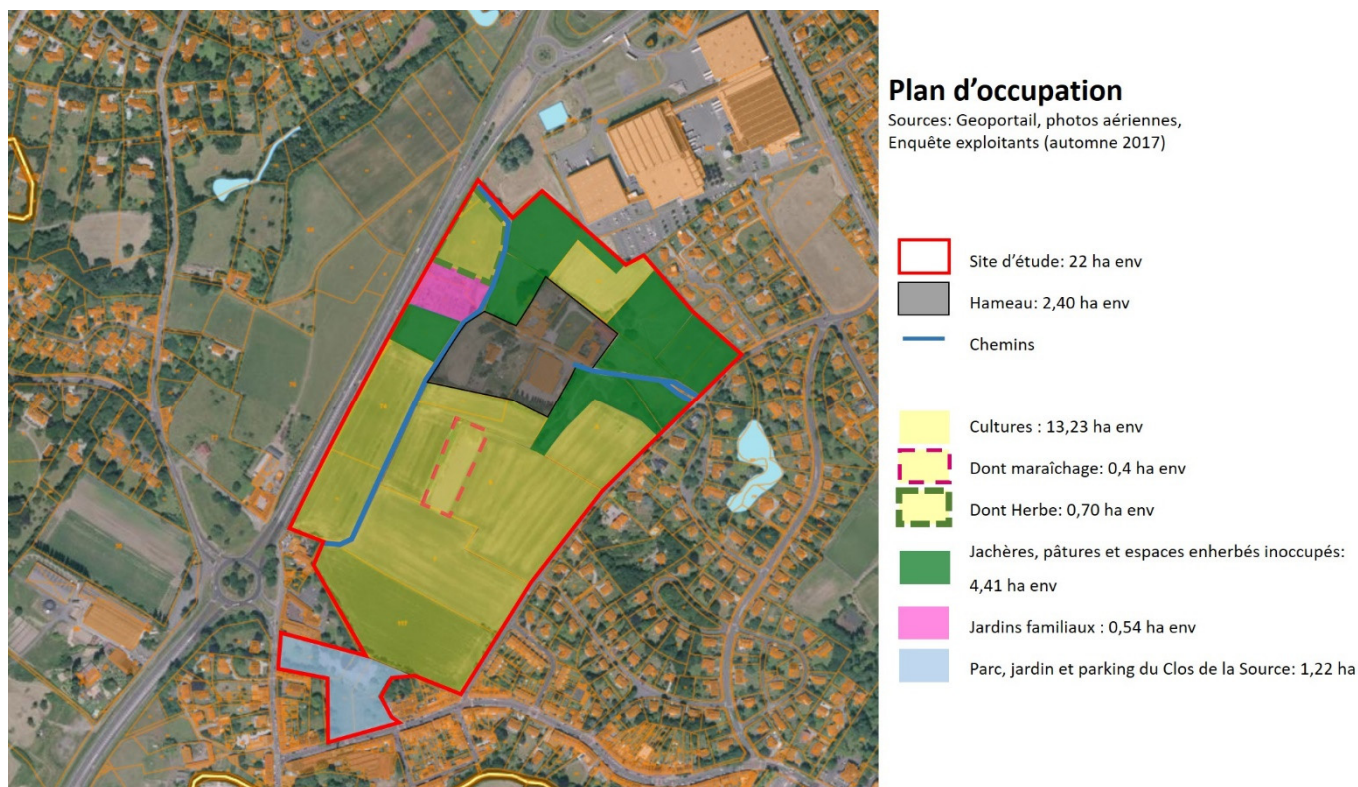 Plan d’occupation
Sources: Geoportail, photos aériennes,
Enquête exploitants (automne 2017)
Site d’étude: 22 ha env
Hameau: 2,40 ha env
Chemins
Cultures : 13,23 ha env
Dont maraîchage: 0,4 ha env
Dont Herbe: 0,70 ha env
Jachères, pâtures et espaces enherbés inoccupés:
4,41 ha env
Jardins familiaux : 0,54 ha env
Parc, jardin et parking du Clos de la Source: 1,22 ha